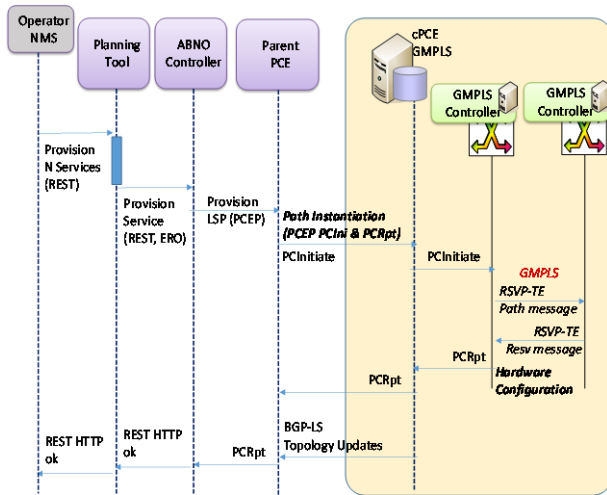 Operator
NMS
Planning
Tool
ABNO
Controller
Parent
PCE
cPCE
GMPLS
GMPLS
Controller
GMPLS
Controller
Provision
N Services
(REST)
Provision
Service
(REST, ERO)
Provision
LSP (PCEP)
Path Instantiation
(PCEP PCIni & PCRpt)
PCInitiate
PCInitiate
GMPLS
RSVP-TE
Path message
RSVP-TE
Resv message
PCRpt
Hardware
Configuration
PCRpt
BGP-LS
Topology Updates
PCRpt
REST HTTP
ok
REST HTTP
ok